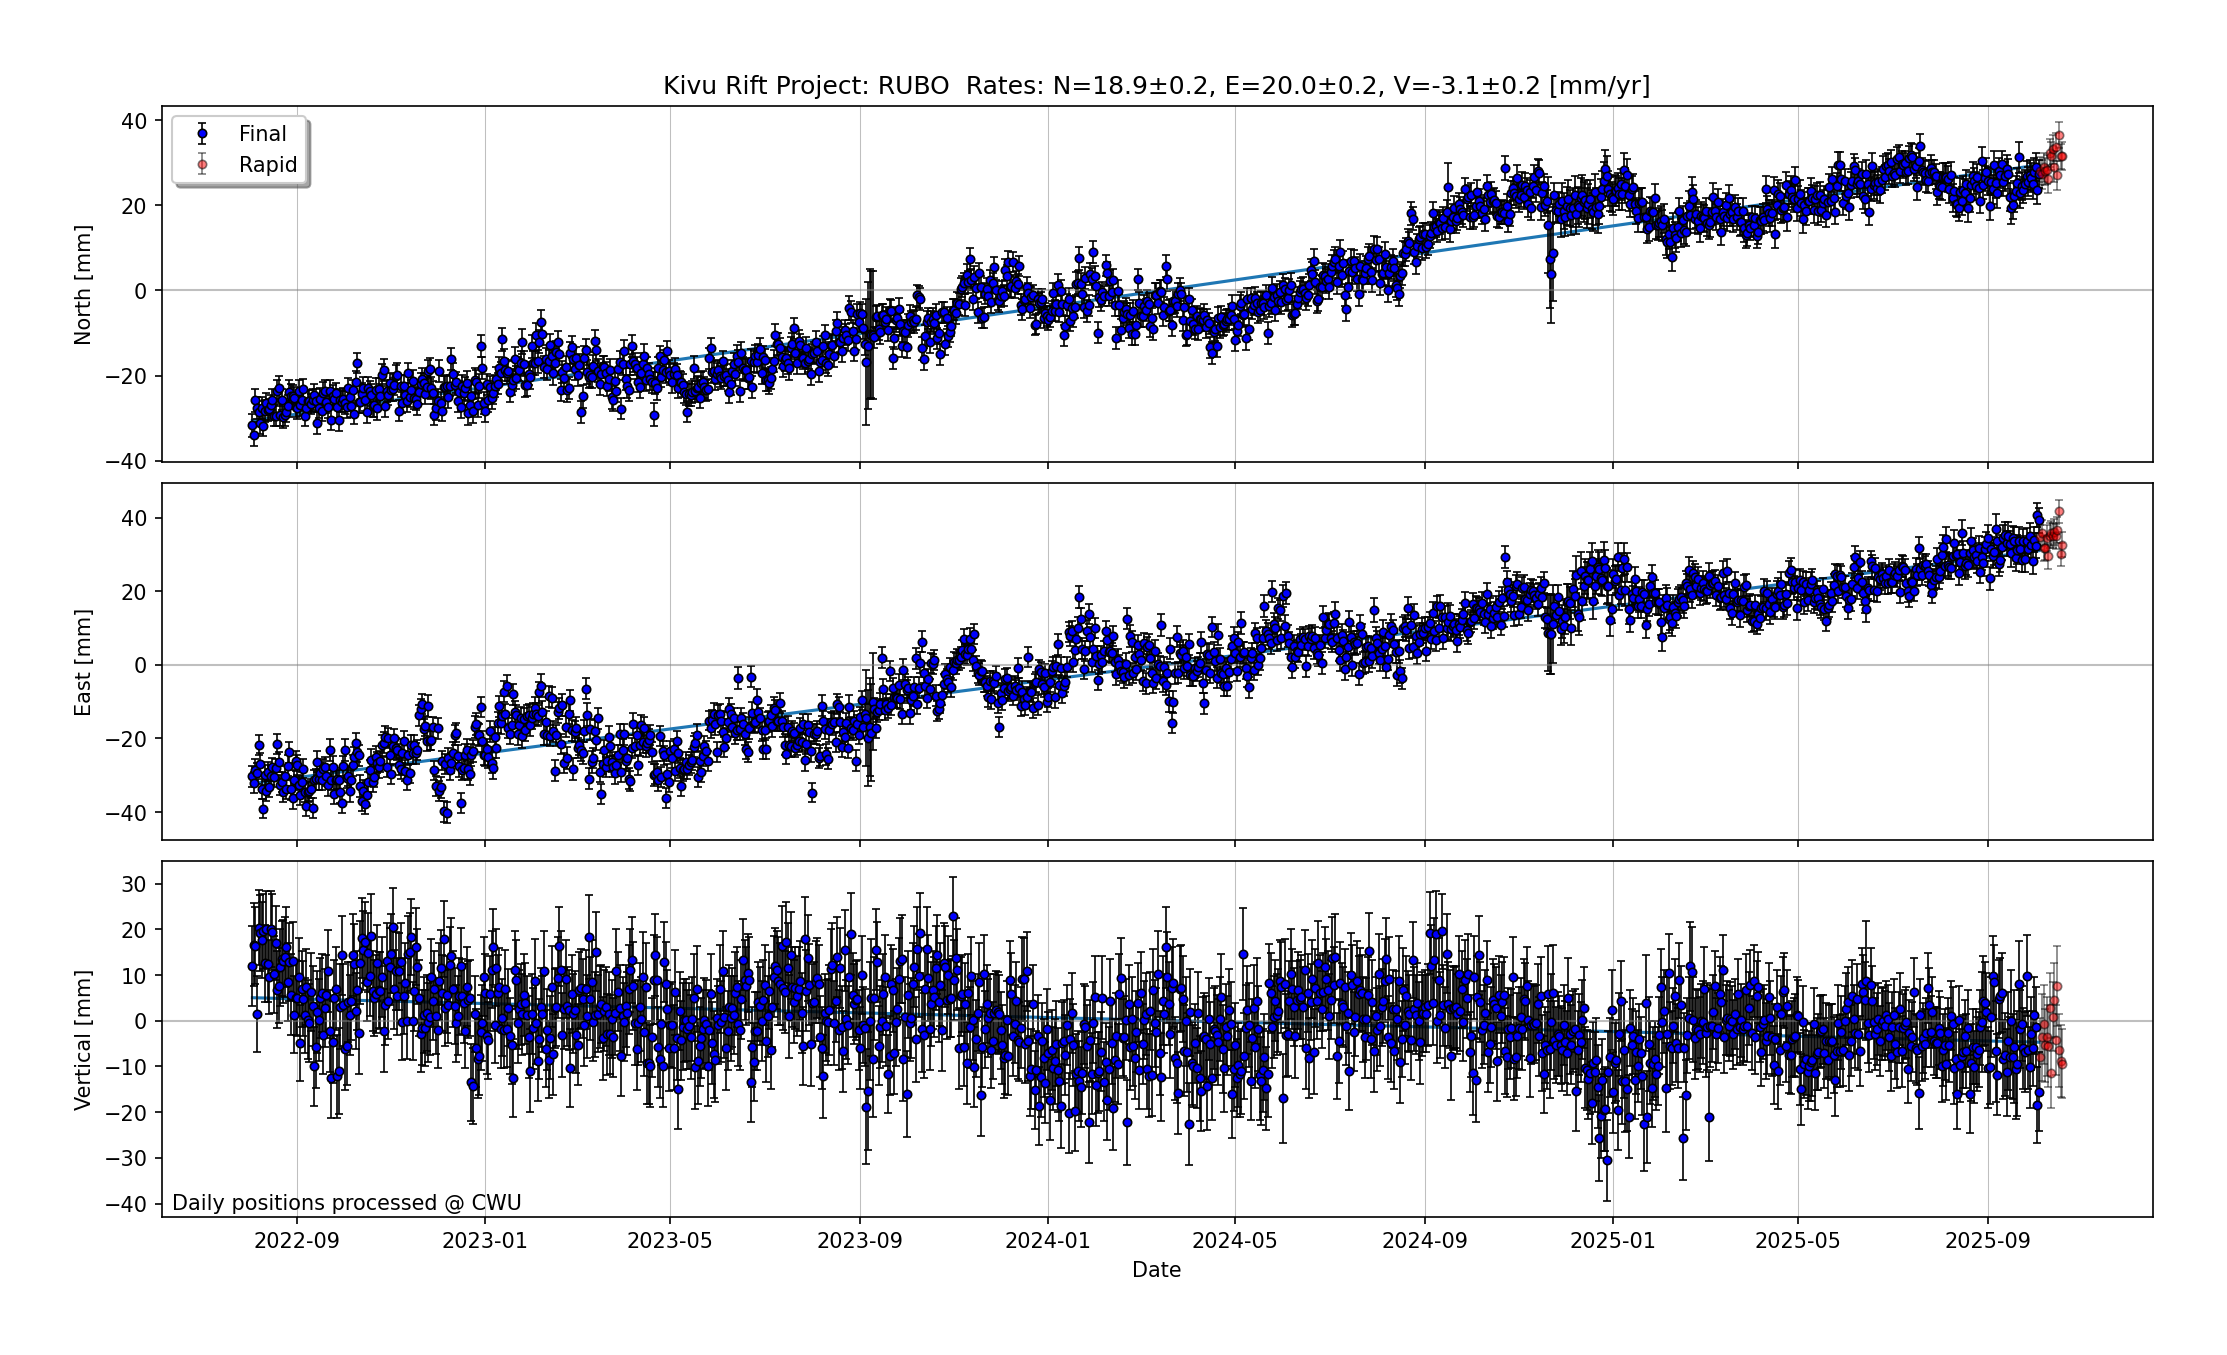 Kivu Rift Project: RUBO  Rates: N=18.9±0.2, E=20.0±0.2, V=-3.1±0.2 [mm/yr]
Final
Rapid
North [mm]
40
20
0
−20
−40
East [mm]
40
20
0
−20
−40
Vertical [mm]
30
20
10
0
−10
−20
−30
−40
Daily positions processed @ CWU
2022-09 2023-01 2023-05 2023-09 2024-01 2024-05 2024-09 2025-01 2025-05 2025-09
Date